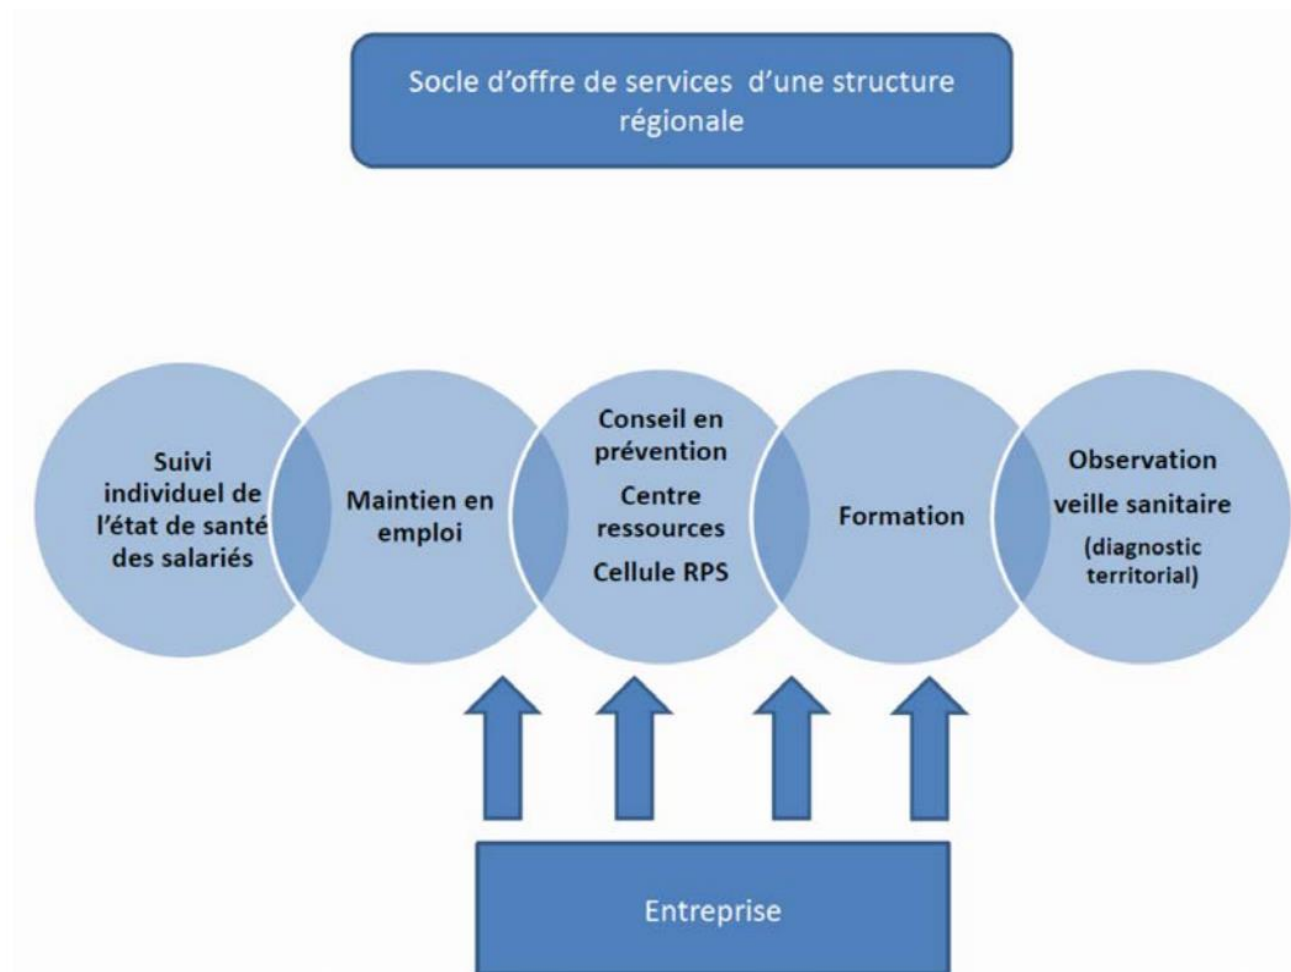 Socle d'offre de services d'une structure
régionale
Suivi
individuel de
l'état de santé
des salariés
Maintien en
emploi
Conseil en
prévention
Centre
ressources
Cellule RPS
Formation
Observation
veille sanitaire
(diagnostic
territorial)
Entreprise